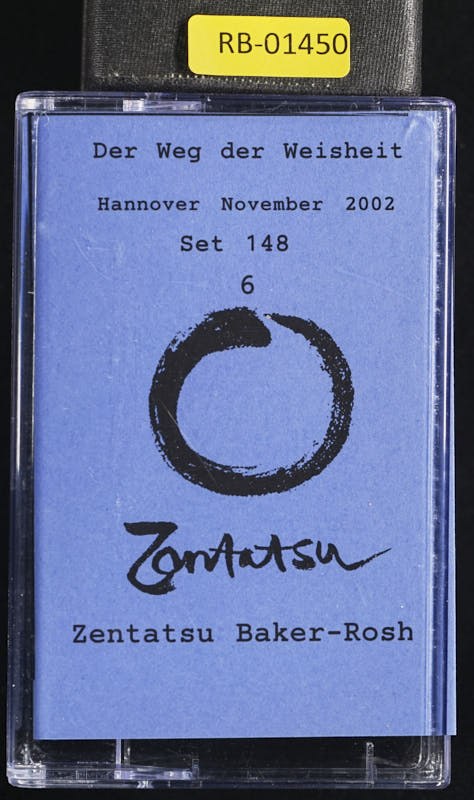 RB-01450
Der Weg der Weisheit
Hannover November 2002
Set 148
6
Zentatsu
Zentatsu Baker-Rosh